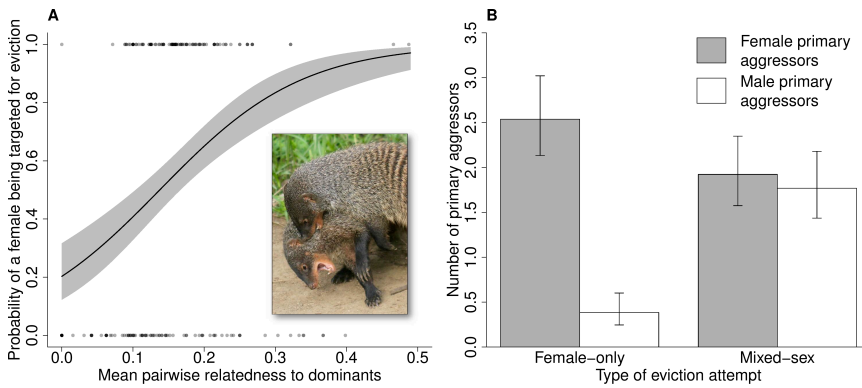 A
Probability of a female being targeted for eviction
1.0
0.8
0.6
0.4
0.2
0.0
0.0 0.1 0.2 0.3 0.4 0.5
Mean pairwise relatedness to dominants
B
Number of primary aggressors
3.5
3.0
2.5
2.0
1.5
1.0
0.5
0.0
Female primary
aggressors
Male primary
aggressors
Female−only Mixed−sex
Type of eviction attempt